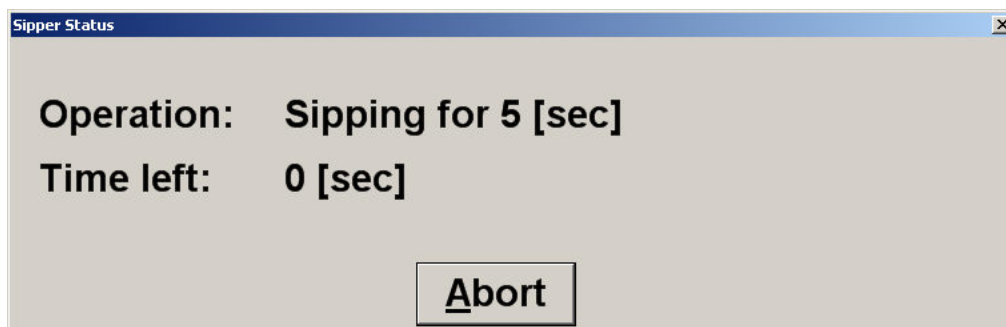 Sipper Status
Operation: Sipping for 5 [sec]
Time left: 0 [sec]
Abort